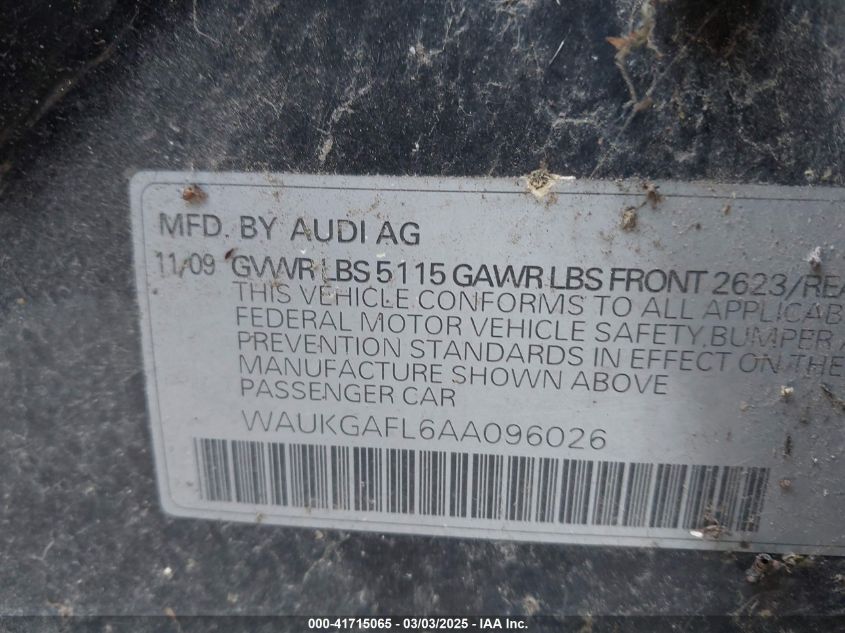 MFD. BY AUDI AG
11/09 GVWR LBS 5115 GAWR LBS FRONT 2623/REA
THIS VEHICLE CONFORMS TO ALL APPLICAB
FEDERAL MOTOR VEHICLE SAFETY, BUMPER
PREVENTION STANDARDS IN EFFECT ON THE
MANUFACTURE SHOWN ABOVE
PASSENGER CAR
WAUKGAFL6AA096026
000-41715065 - 03/03/2025 - IAA Inc.